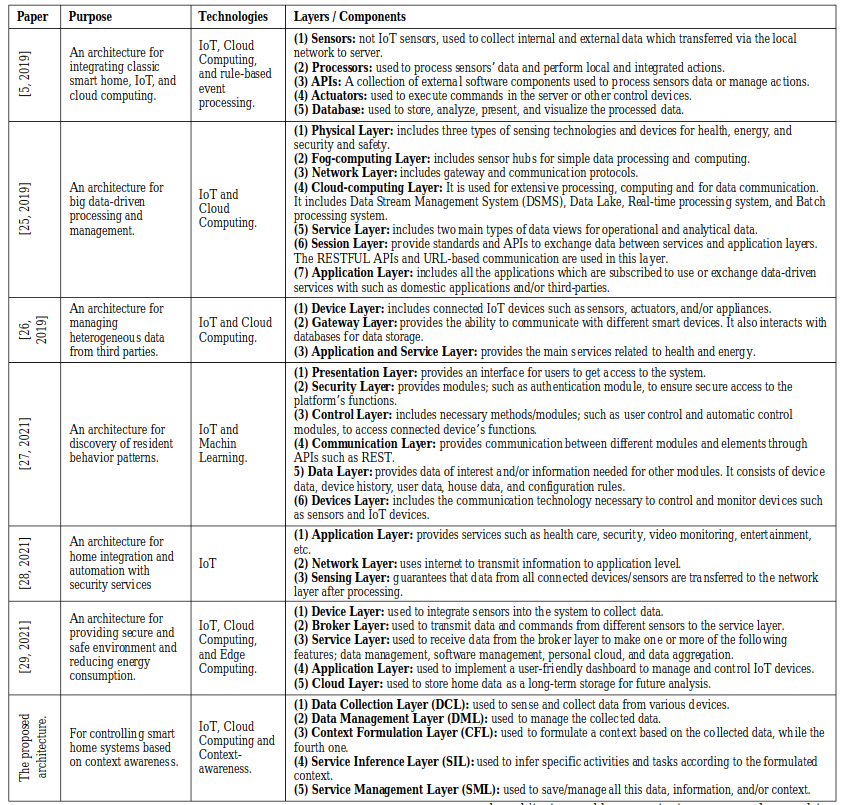 Paper Purpose Technologies Layers / Components
[5, 2019]
An architecture for
integrating classic
smart home, IoT, and
cloud computing.
IoT, Cloud
Computing,
and rule-based
event
processing.
(1) Sensors: not IoT sensors, used to collect internal and external data which transferred via the local
network to server.
(2) Processors: used to process sensors' data and perform local and integrated actions.
(3) APIs: A collection of external software components used to process sensors data or manage actions.
(4) Actuators: used to execute commands in the server or other control devices.
(5) Database: used to store, analyze, present, and visualize the processed data.
[25, 2019]
An architecture for
big data-driven
processing and
management.
IoT and
Cloud
Computing.
(1) Physical Layer: includes three types of sensing technologies and devices for health, energy, and
security and safety.
(2) Fog-computing Layer: includes sensor hubs for simple data processing and computing.
(3) Network Layer: includes gateway and communication protocols.
(4) Cloud-computing Layer: It is used for extensive processing, computing and for data communication.
It includes Data Stream Management System (DSMS), Data Lake, Real-time processing system, and Batch
processing system.
(5) Service Layer: includes two main types of data views for operational and analytical data.
(6) Session Layer: provide standards and APIs to exchange data between services and application layers.
The RESTFUL APIs and URL-based communication are used in this layer.
(7) Application Layer: includes all the applications which are subscribed to use or exchange data-driven
services with such as domestic applications and/or third-parties.
[26,
2019]
An architecture for
managing
heterogeneous data
from third parties.
IoT and Cloud
Computing.
(1) Device Layer: includes connected IoT devices such as sensors, actuators, and/or appliances.
(2) Gateway Layer: provides the ability to communicate with different smart devices. It also interacts with
databases for data storage.
(3) Application and Service Layer: provides the main services related to health and energy.
[27, 2021]
An architecture for
discovery of resident
behavior patterns.
IoT and
Machin
Learning.
(1) Presentation Layer: provides an interface for users to get access to the system.
(2) Security Layer: provides modules; such as authentication module, to ensure secure access to the
platform's functions.
(3) Control Layer: includes necessary methods/modules; such as user control and automatic control
modules, to access connected device's functions.
(4) Communication Layer: provides communication between different modules and elements through
APIs such as REST.
5) Data Layer: provides data of interest and/or information needed for other modules. It consists of device
data, device history, user data, house data, and configuration rules.
(6) Devices Layer: includes the communication technology necessary to control and monitor devices such
as sensors and IoT devices.
[28, 2021]
An architecture for
home integration and
automation with
security services
IoT
(1) Application Layer: provides services such as health care, security, video monitoring, entertainment,
etc.
(2) Network Layer: uses internet to transmit information to application level.
(3) Sensing Layer: guarantees that data from all connected devices/sensors are transferred to the network
layer after processing.
[29, 2021]
An architecture for
providing secure and
safe environment and
reducing energy
consumption.
IoT, Cloud
Computing,
and Edge
Computing.
(1) Device Layer: used to integrate sensors into the system to collect data.
(2) Broker Layer: used to transmit data and commands from different sensors to the service layer.
(3) Service Layer: used to receive data from the broker layer to make one or more of the following
features; data management, software management, personal cloud, and data aggregation.
(4) Application Layer: used to implement a user-friendly dashboard to manage and control IoT devices.
(5) Cloud Layer: used to store home data as a long-term storage for future analysis.
The proposed
architecture.
For controlling smart
home systems based
on context awareness.
IoT, Cloud
Computing and
Context-
awareness.
(1) Data Collection Layer (DCL): used to sense and collect data from various devices.
(2) Data Management Layer (DML): used to manage the collected data.
(3) Context Formulation Layer (CFL): used to formulate a context based on the collected data, while the
fourth one.
(4) Service Inference Layer (SIL): used to infer specific activities and tasks according to the formulated
context.
(5) Service Management Layer (SML): used to save/manage all this data, information, and/or context.